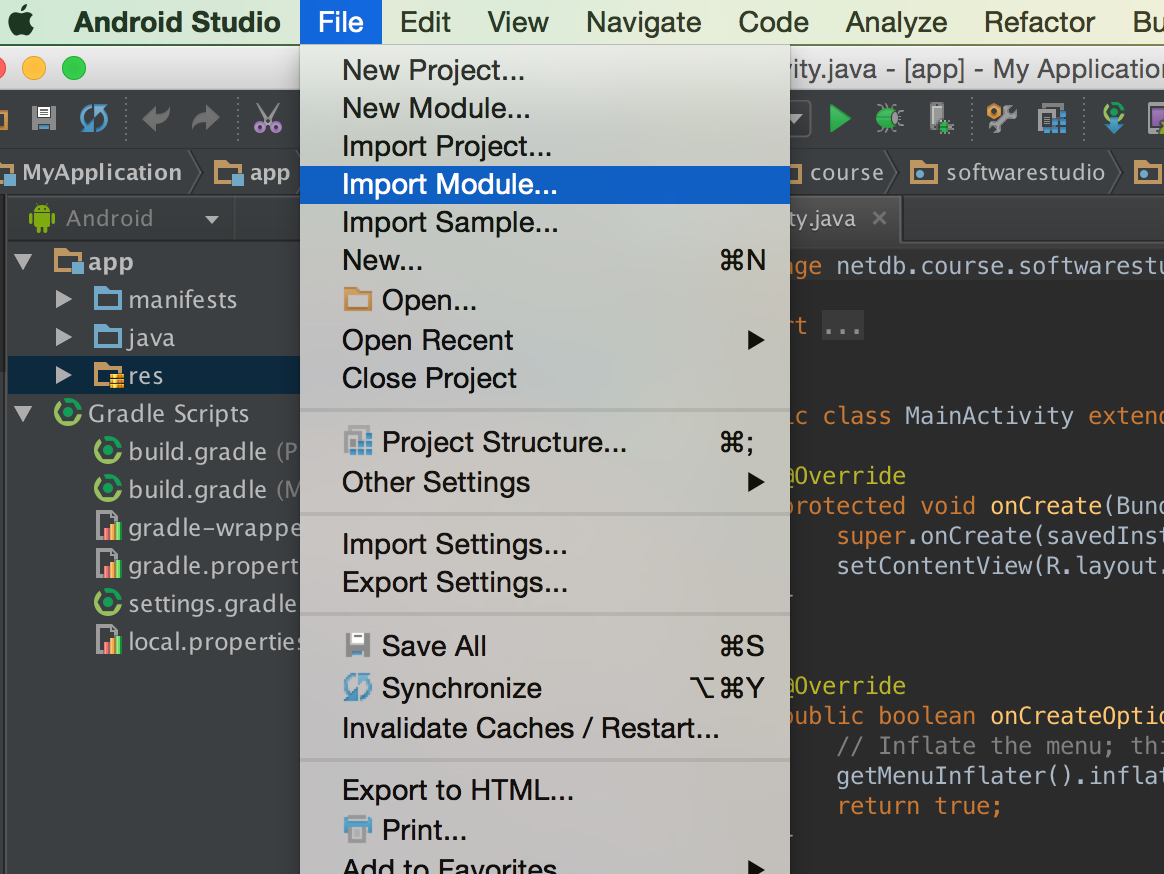 Android Studio File Edit View Navigate Code Analyze Refactor Bu
ity.java - [app] - My Application
MyApplication app course softwarestudio
Android
ty.java
app
manifests
java
res
Gradle Scripts
build.gradle (P
build.gradle (M
gradle-wrappe
gradle.propert
settings.gradle
local.properties
New Project...
New Module...
Import Project...
Import Module...
Import Sample...
New... ⌘N
Open...
Open Recent
Close Project
Project Structure... ⌘;
Other Settings
Import Settings...
Export Settings...
Save All ⌘S
Synchronize ⌥⌘Y
Invalidate Caches / Restart...
Export to HTML...
Print...
Add to Favorites
ge netdb.course.softwarestu
rt ...
ic class MainActivity extend
@Override
protected void onCreate(Bund
super.onCreate(savedInst
setContentView(R.layout.
@Override
public boolean onCreateOptio
// Inflate the menu; thi
getMenuInflater().inflat
return true;